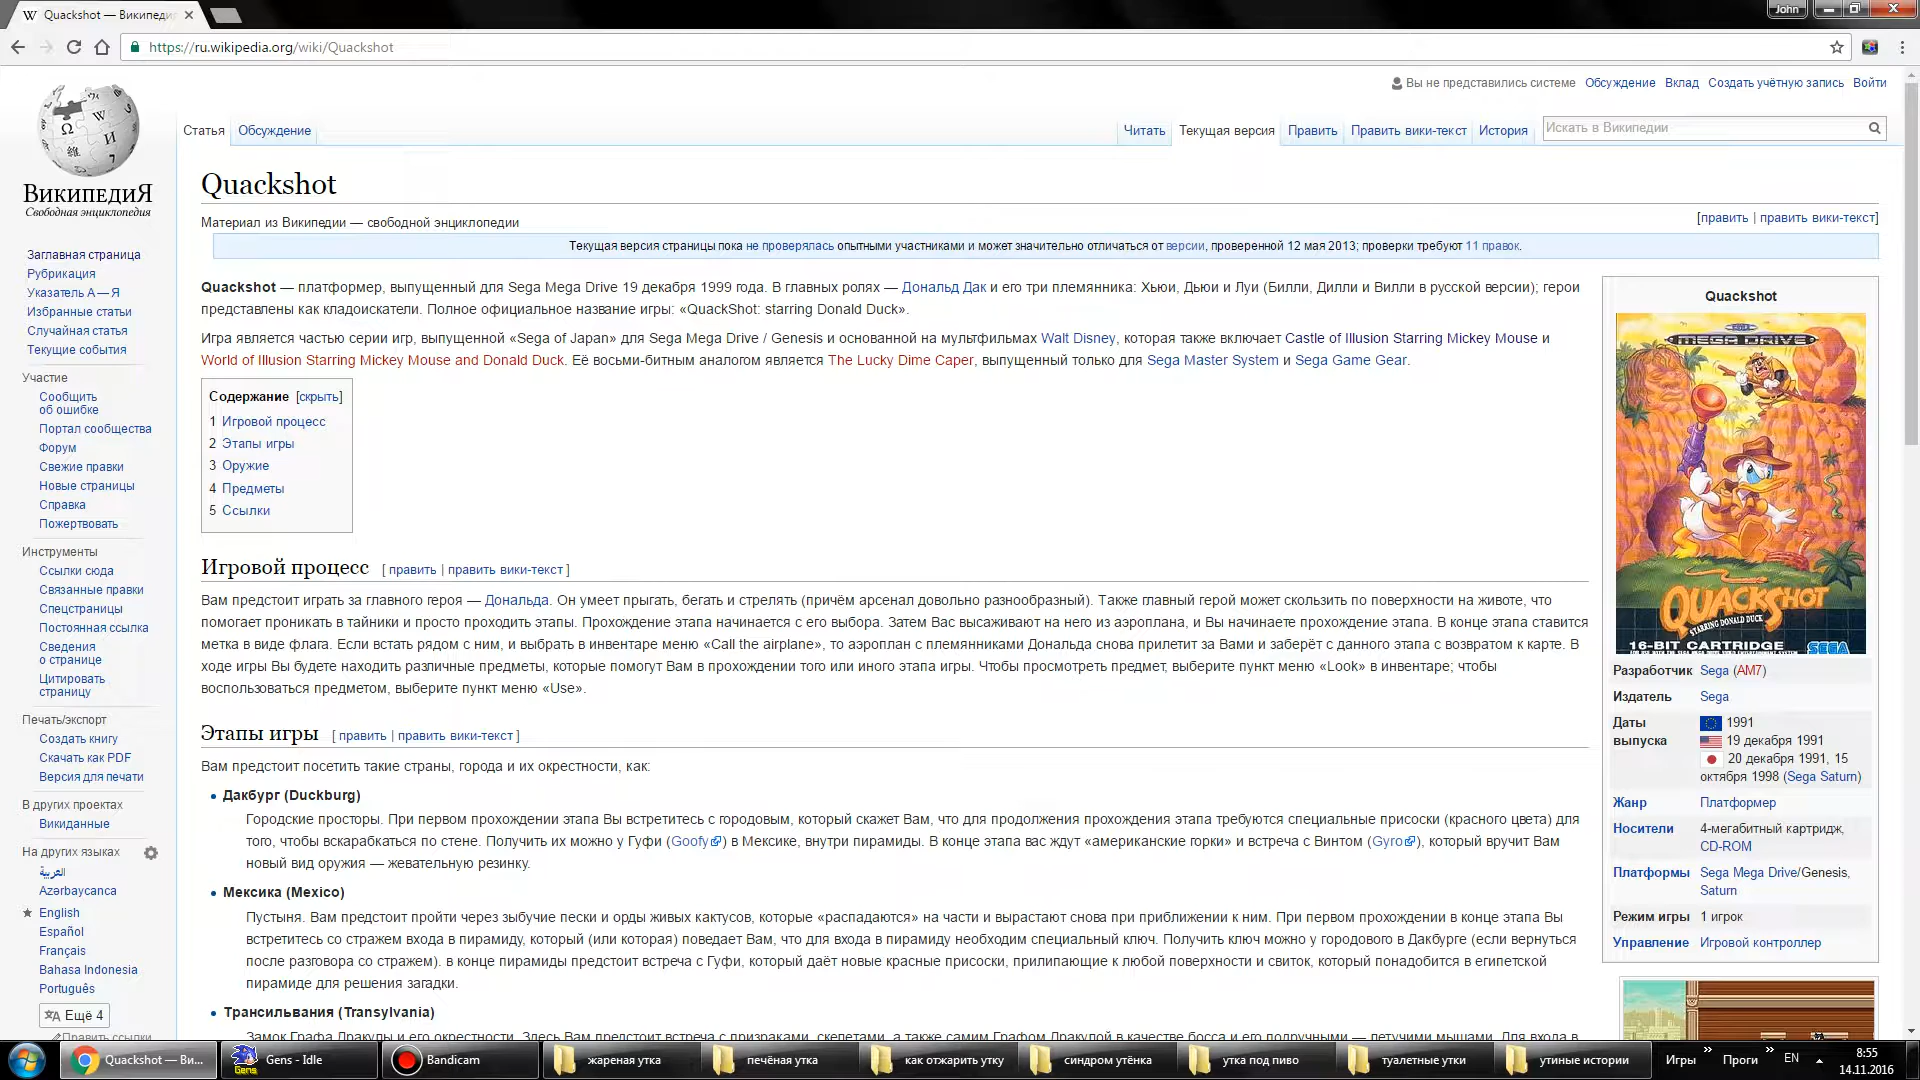 Quackshot — Википеди
John
https://ru.wikipedia.org/wiki/Quackshot
Вы не представились системе Обсуждение Вклад Создать учётную запись Войти
Статья Обсуждение Читать Текущая версия Править Править вики-текст История Искать в Википедии
ВикипедиЯ
Свободная энциклопедия
Заглавная страница
Рубрикация
Указатель А — Я
Избранные статьи
Случайная статья
Текущие события
Участие
Сообщить
об ошибке
Портал сообщества
Форум
Свежие правки
Новые страницы
Справка
Пожертвовать
Инструменты
Ссылки сюда
Связанные правки
Спецстраницы
Постоянная ссылка
Сведения
о странице
Цитировать
страницу
Печать/экспорт
Создать книгу
Скачать как PDF
Версия для печати
В других проектах
Викиданные
На других языках
العربية
Azərbaycanca
English
Español
Français
Bahasa Indonesia
Português
Ещё 4
Править ссылки
Quackshot
Материал из Википедии — свободной энциклопедии
[править | править вики-текст]
Текущая версия страницы пока не проверялась опытными участниками и может значительно отличаться от версии, проверенной 12 мая 2013; проверки требуют 11 правок.
Quackshot — платформер, выпущенный для Sega Mega Drive 19 декабря 1999 года. В главных ролях — Дональд Дак и его три племянника: Хьюи, Дьюи и Луи (Билли, Дилли и Вилли в русской версии); герои
представлены как кладоискатели. Полное официальное название игры: «QuackShot: starring Donald Duck».
Игра является частью серии игр, выпущенной «Sega of Japan» для Sega Mega Drive / Genesis и основанной на мультфильмах Walt Disney, которая также включает Castle of Illusion Starring Mickey Mouse и
World of Illusion Starring Mickey Mouse and Donald Duck. Её восьми-битным аналогом является The Lucky Dime Caper, выпущенный только для Sega Master System и Sega Game Gear.
Содержание [скрыть]
1 Игровой процесс
2 Этапы игры
3 Оружие
4 Предметы
5 Ссылки
Игровой процесс [ править | править вики-текст ]
Вам предстоит играть за главного героя — Дональда. Он умеет прыгать, бегать и стрелять (причём арсенал довольно разнообразный). Также главный герой может скользить по поверхности на животе, что
помогает проникать в тайники и просто проходить этапы. Прохождение этапа начинается с его выбора. Затем Вас высаживают на него из аэроплана, и Вы начинаете прохождение этапа. В конце этапа ставится
метка в виде флага. Если встать рядом с ним, и выбрать в инвентаре меню «Call the airplane», то аэроплан с племянниками Дональда снова прилетит за Вами и заберёт с данного этапа с возвратом к карте. В
ходе игры Вы будете находить различные предметы, которые помогут Вам в прохождении того или иного этапа игры. Чтобы просмотреть предмет, выберите пункт меню «Look» в инвентаре; чтобы
воспользоваться предметом, выберите пункт меню «Use».
Этапы игры [ править | править вики-текст ]
Вам предстоит посетить такие страны, города и их окрестности, как:
Дакбург (Duckburg)
Городские просторы. При первом прохождении этапа Вы встретитесь с городовым, который скажет Вам, что для продолжения прохождения этапа требуются специальные присоски (красного цвета) для
того, чтобы вскарабкаться по стене. Получить их можно у Гуфи (Goofy) в Мексике, внутри пирамиды. В конце этапа вас ждут «американские горки» и встреча с Винтом (Gyro), который вручит Вам
новый вид оружия — жевательную резинку.
Мексика (Mexico)
Пустыня. Вам предстоит пройти через зыбучие пески и орды живых кактусов, которые «распадаются» на части и вырастают снова при приближении к ним. При первом прохождении в конце этапа Вы
встретитесь со стражем входа в пирамиду, который (или которая) поведает Вам, что для входа в пирамиду необходим специальный ключ. Получить ключ можно у городового в Дакбурге (если вернуться
после разговора со стражем). в конце пирамиды предстоит встреча с Гуфи, который даёт новые красные присоски, прилипающие к любой поверхности и свиток, который понадобится в египетской
пирамиде для решения загадки.
Трансильвания (Transylvania)
Замок Графа Дракулы и его окрестности. Здесь Вам предстоит встреча с призраками, скелетами, а также самим Графом Дракулой в качестве босса и его подручными — летучими мышами. Для входа в
Quackshot
MEGA DRIVE
QUACKSHOT
STARRING DONALD DUCK
16-BIT CARTRIDGE
SEGA
Разработчик Sega (AM7)
Издатель Sega
Даты 1991
выпуска 19 декабря 1991
20 декабря 1991, 15
октября 1998 (Sega Saturn)
Жанр Платформер
Носители 4-мегабитный картридж,
CD-ROM
Платформы Sega Mega Drive/Genesis,
Saturn
Режим игры 1 игрок
Управление Игровой контроллер
Quackshot — Ви... Gens - Idle Bandicam жареная утка печёная утка как отжарить утку синдром утёнка утка под пиво туалетные утки утиные истории Игры » Проги » EN 8:55
14.11.2016